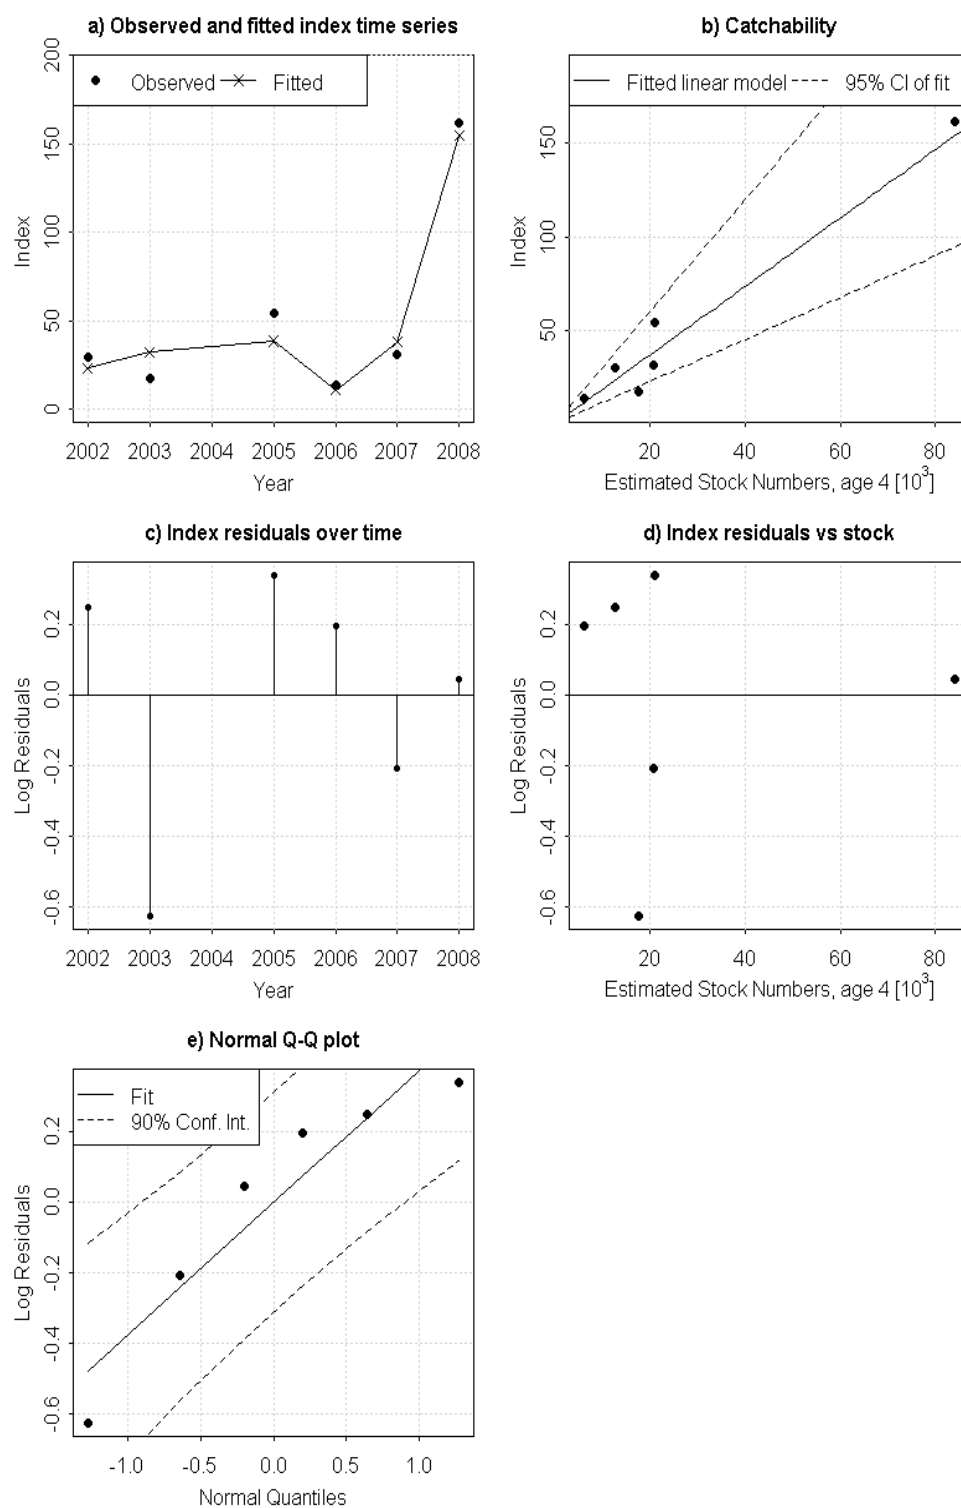 a) Observed and fitted index time series
Observed Fitted
200
150
100
50
0
Index
2002 2003 2004 2005 2006 2007 2008
Year
b) Catchability
Fitted linear model 95% CI of fit
150
100
50
Index
20 40 60 80
Estimated Stock Numbers, age 4 [10^3]
c) Index residuals over time
0.2
0.0
-0.2
-0.4
-0.6
Log Residuals
2002 2003 2004 2005 2006 2007 2008
Year
d) Index residuals vs stock
0.2
0.0
-0.2
-0.4
-0.6
Log Residuals
20 40 60 80
Estimated Stock Numbers, age 4 [10^3]
e) Normal Q-Q plot
Fit
90% Conf. Int.
0.2
0.0
-0.2
-0.4
-0.6
Log Residuals
-1.0 -0.5 0.0 0.5 1.0
Normal Quantiles